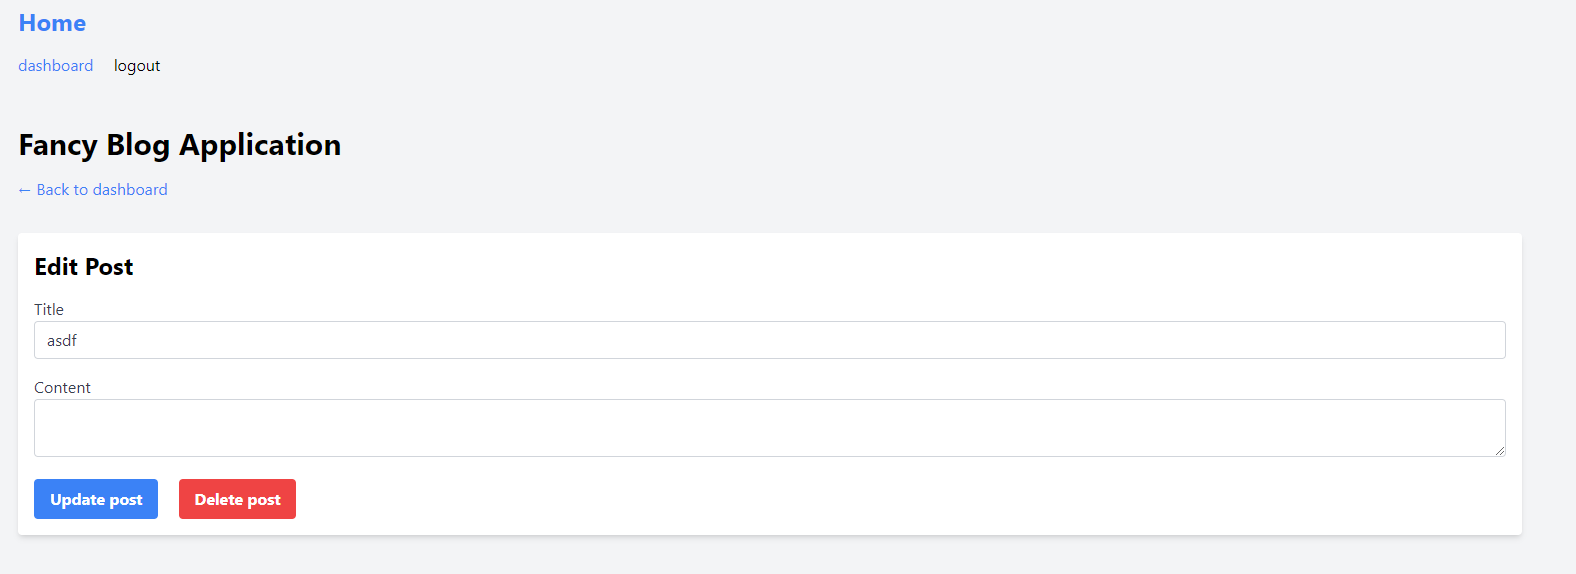 Home
dashboard logout
Fancy Blog Application
← Back to dashboard
Edit Post
Title
asdf
Content
Update post Delete post